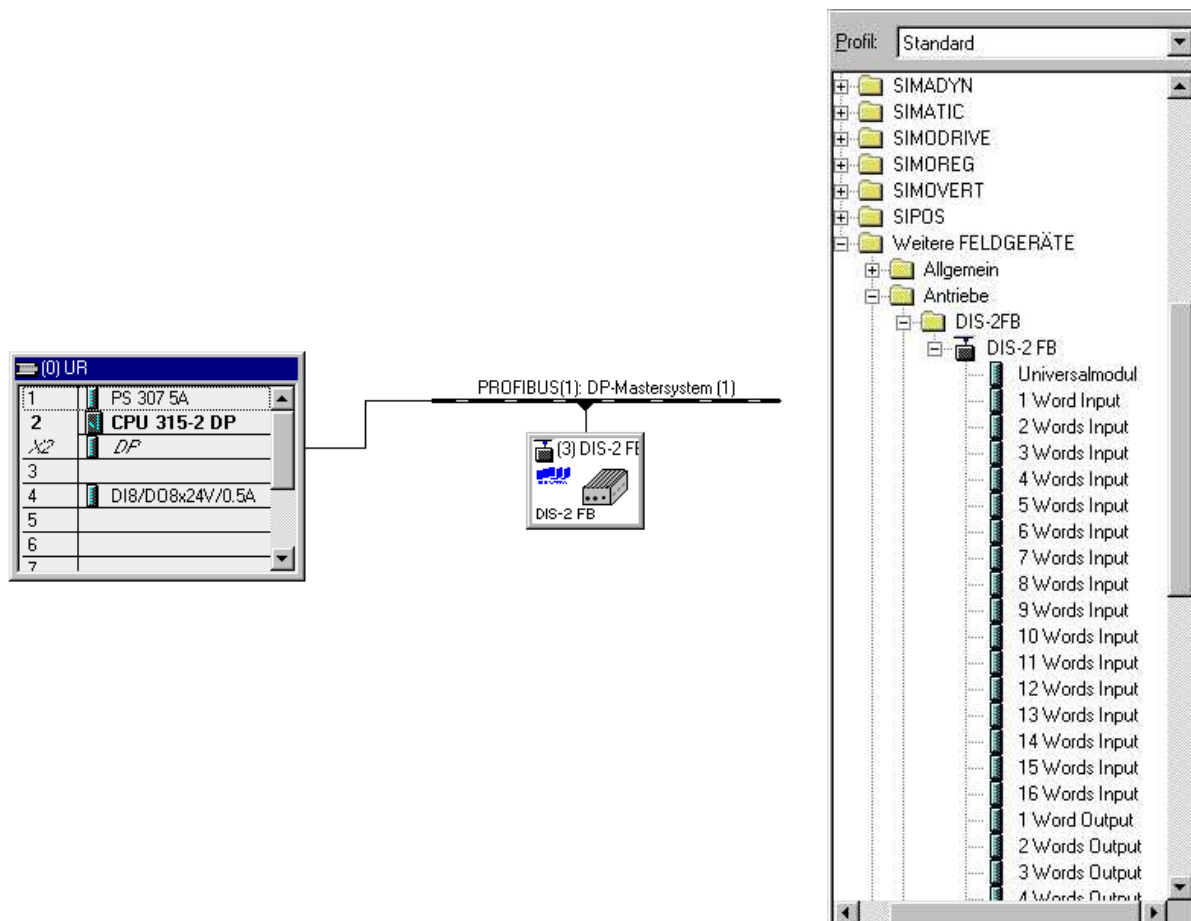 (0) UR
1 PS 307 5A
2 CPU 315-2 DP
X2 DP
3
4 DI8/DO8x24V/0.5A
5
6
7
PROFIBUS(1): DP-Mastersystem (1)
(3) DIS-2 FE
DIS-2 FB
Profil: Standard
SIMADYN
SIMATIC
SIMODRIVE
SIMOREG
SIMOVERT
SIPOS
Weitere FELDGERÄTE
Allgemein
Antriebe
DIS-2FB
DIS-2 FB
Universalmodul
1 Word Input
2 Words Input
3 Words Input
4 Words Input
5 Words Input
6 Words Input
7 Words Input
8 Words Input
9 Words Input
10 Words Input
11 Words Input
12 Words Input
13 Words Input
14 Words Input
15 Words Input
16 Words Input
1 Word Output
2 Words Output
3 Words Output
4 Words Output